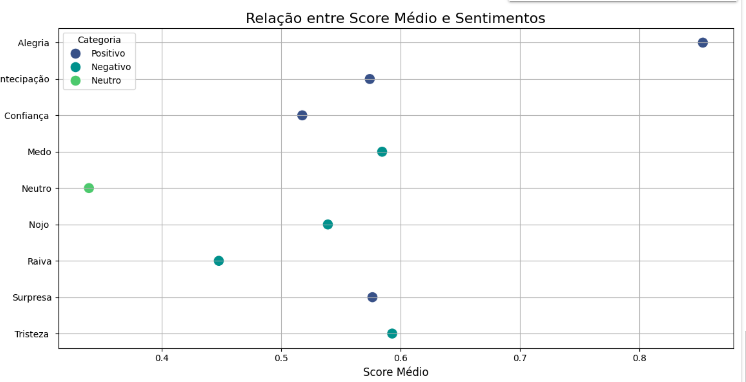 Relação entre Score Médio e Sentimentos
Categoria
Positivo
Negativo
Neutro
Alegria
ntecipação
Confiança
Medo
Neutro
Nojo
Raiva
Surpresa
Tristeza
0.4 0.5 0.6 0.7 0.8
Score Médio